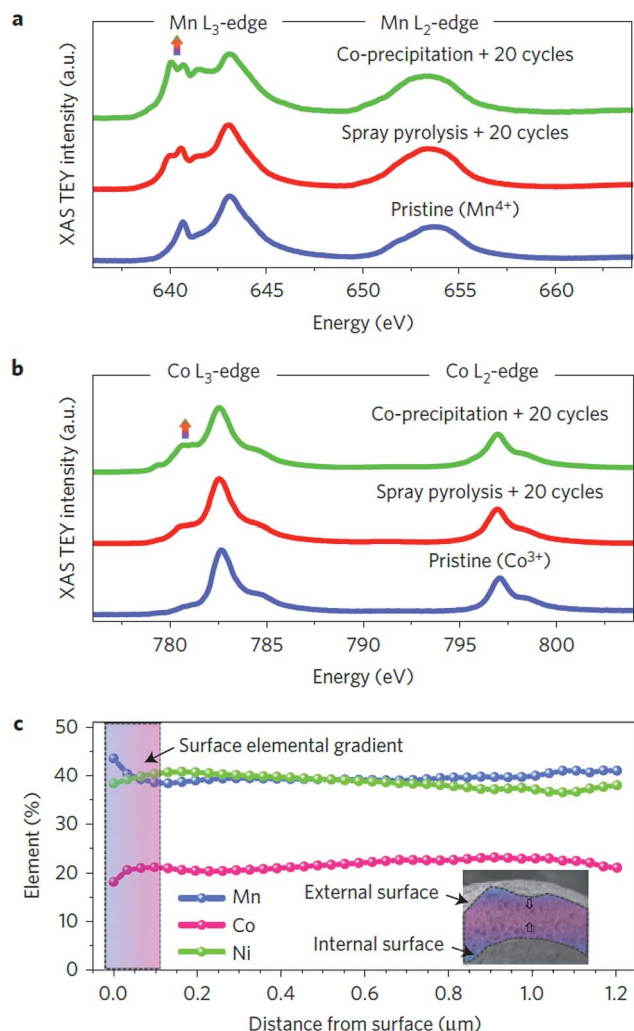 a
Mn L₃-edge Mn L₂-edge
Co-precipitation + 20 cycles
Spray pyrolysis + 20 cycles
Pristine (Mn⁴⁺)
XAS TEY intensity (a.u.)
640 645 650 655 660
Energy (eV)
b
Co L₃-edge Co L₂-edge
Co-precipitation + 20 cycles
Spray pyrolysis + 20 cycles
Pristine (Co³⁺)
XAS TEY intensity (a.u.)
780 785 790 795 800
Energy (eV)
c
50
40
30
20
10
0
Element (%)
Surface elemental gradient
Mn
Co
Ni
External surface
Internal surface
0.0 0.2 0.4 0.6 0.8 1.0 1.2
Distance from surface (μm)